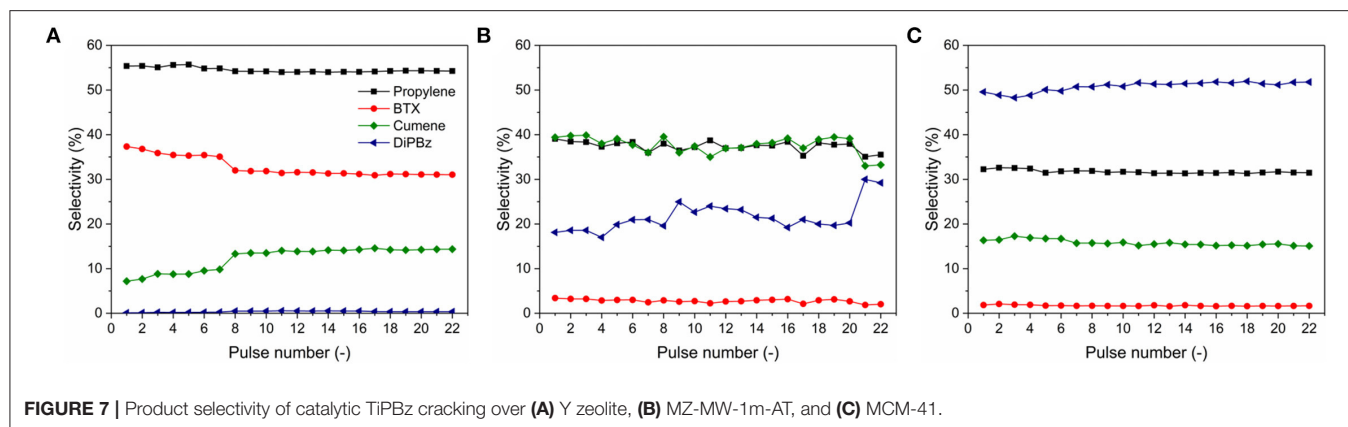 A
B
C
60
50
40
30
20
10
0
Selectivity (%)
Propylene
BTX
Cumene
DiPBz
2 4 6 8 10 12 14 16 18 20 22
Pulse number (-)
60
50
40
30
20
10
0
Selectivity (%)
2 4 6 8 10 12 14 16 18 20 22
Pulse number (-)
60
50
40
30
20
10
0
Selectivity (%)
2 4 6 8 10 12 14 16 18 20 22
Pulse number (-)
FIGURE 7 | Product selectivity of catalytic TiPBz cracking over (A) Y zeolite, (B) MZ-MW-1m-AT, and (C) MCM-41.